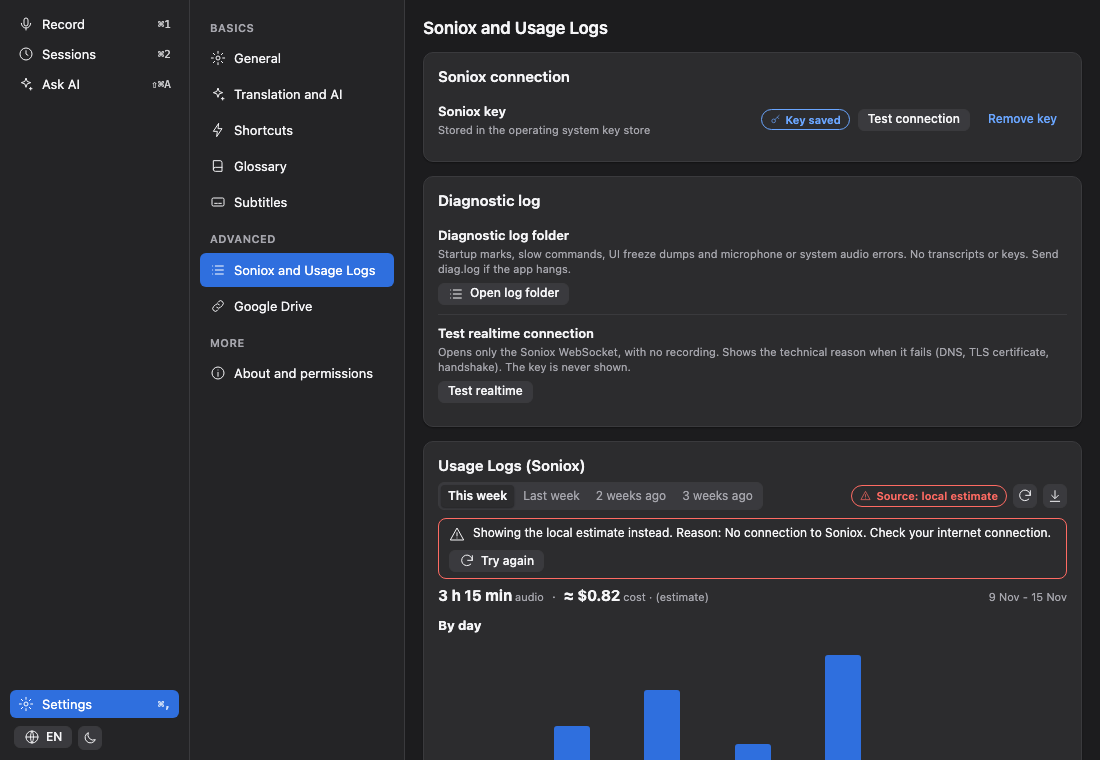 Record ⌘1
Sessions ⌘2
Ask AI ⇧⌘A
Settings ⌘,
EN
BASICS
General
Translation and AI
Shortcuts
Glossary
Subtitles
ADVANCED
Soniox and Usage Logs
Google Drive
MORE
About and permissions
Soniox and Usage Logs
Soniox connection
Soniox key
Stored in the operating system key store
Key saved
Test connection
Remove key
Diagnostic log
Diagnostic log folder
Startup marks, slow commands, UI freeze dumps and microphone or system audio errors. No transcripts or keys. Send
diag.log if the app hangs.
Open log folder
Test realtime connection
Opens only the Soniox WebSocket, with no recording. Shows the technical reason when it fails (DNS, TLS certificate,
handshake). The key is never shown.
Test realtime
Usage Logs (Soniox)
This week Last week 2 weeks ago 3 weeks ago
Source: local estimate
Showing the local estimate instead. Reason: No connection to Soniox. Check your internet connection.
Try again
3 h 15 min audio · ≈ $0.82 cost · (estimate)
9 Nov - 15 Nov
By day